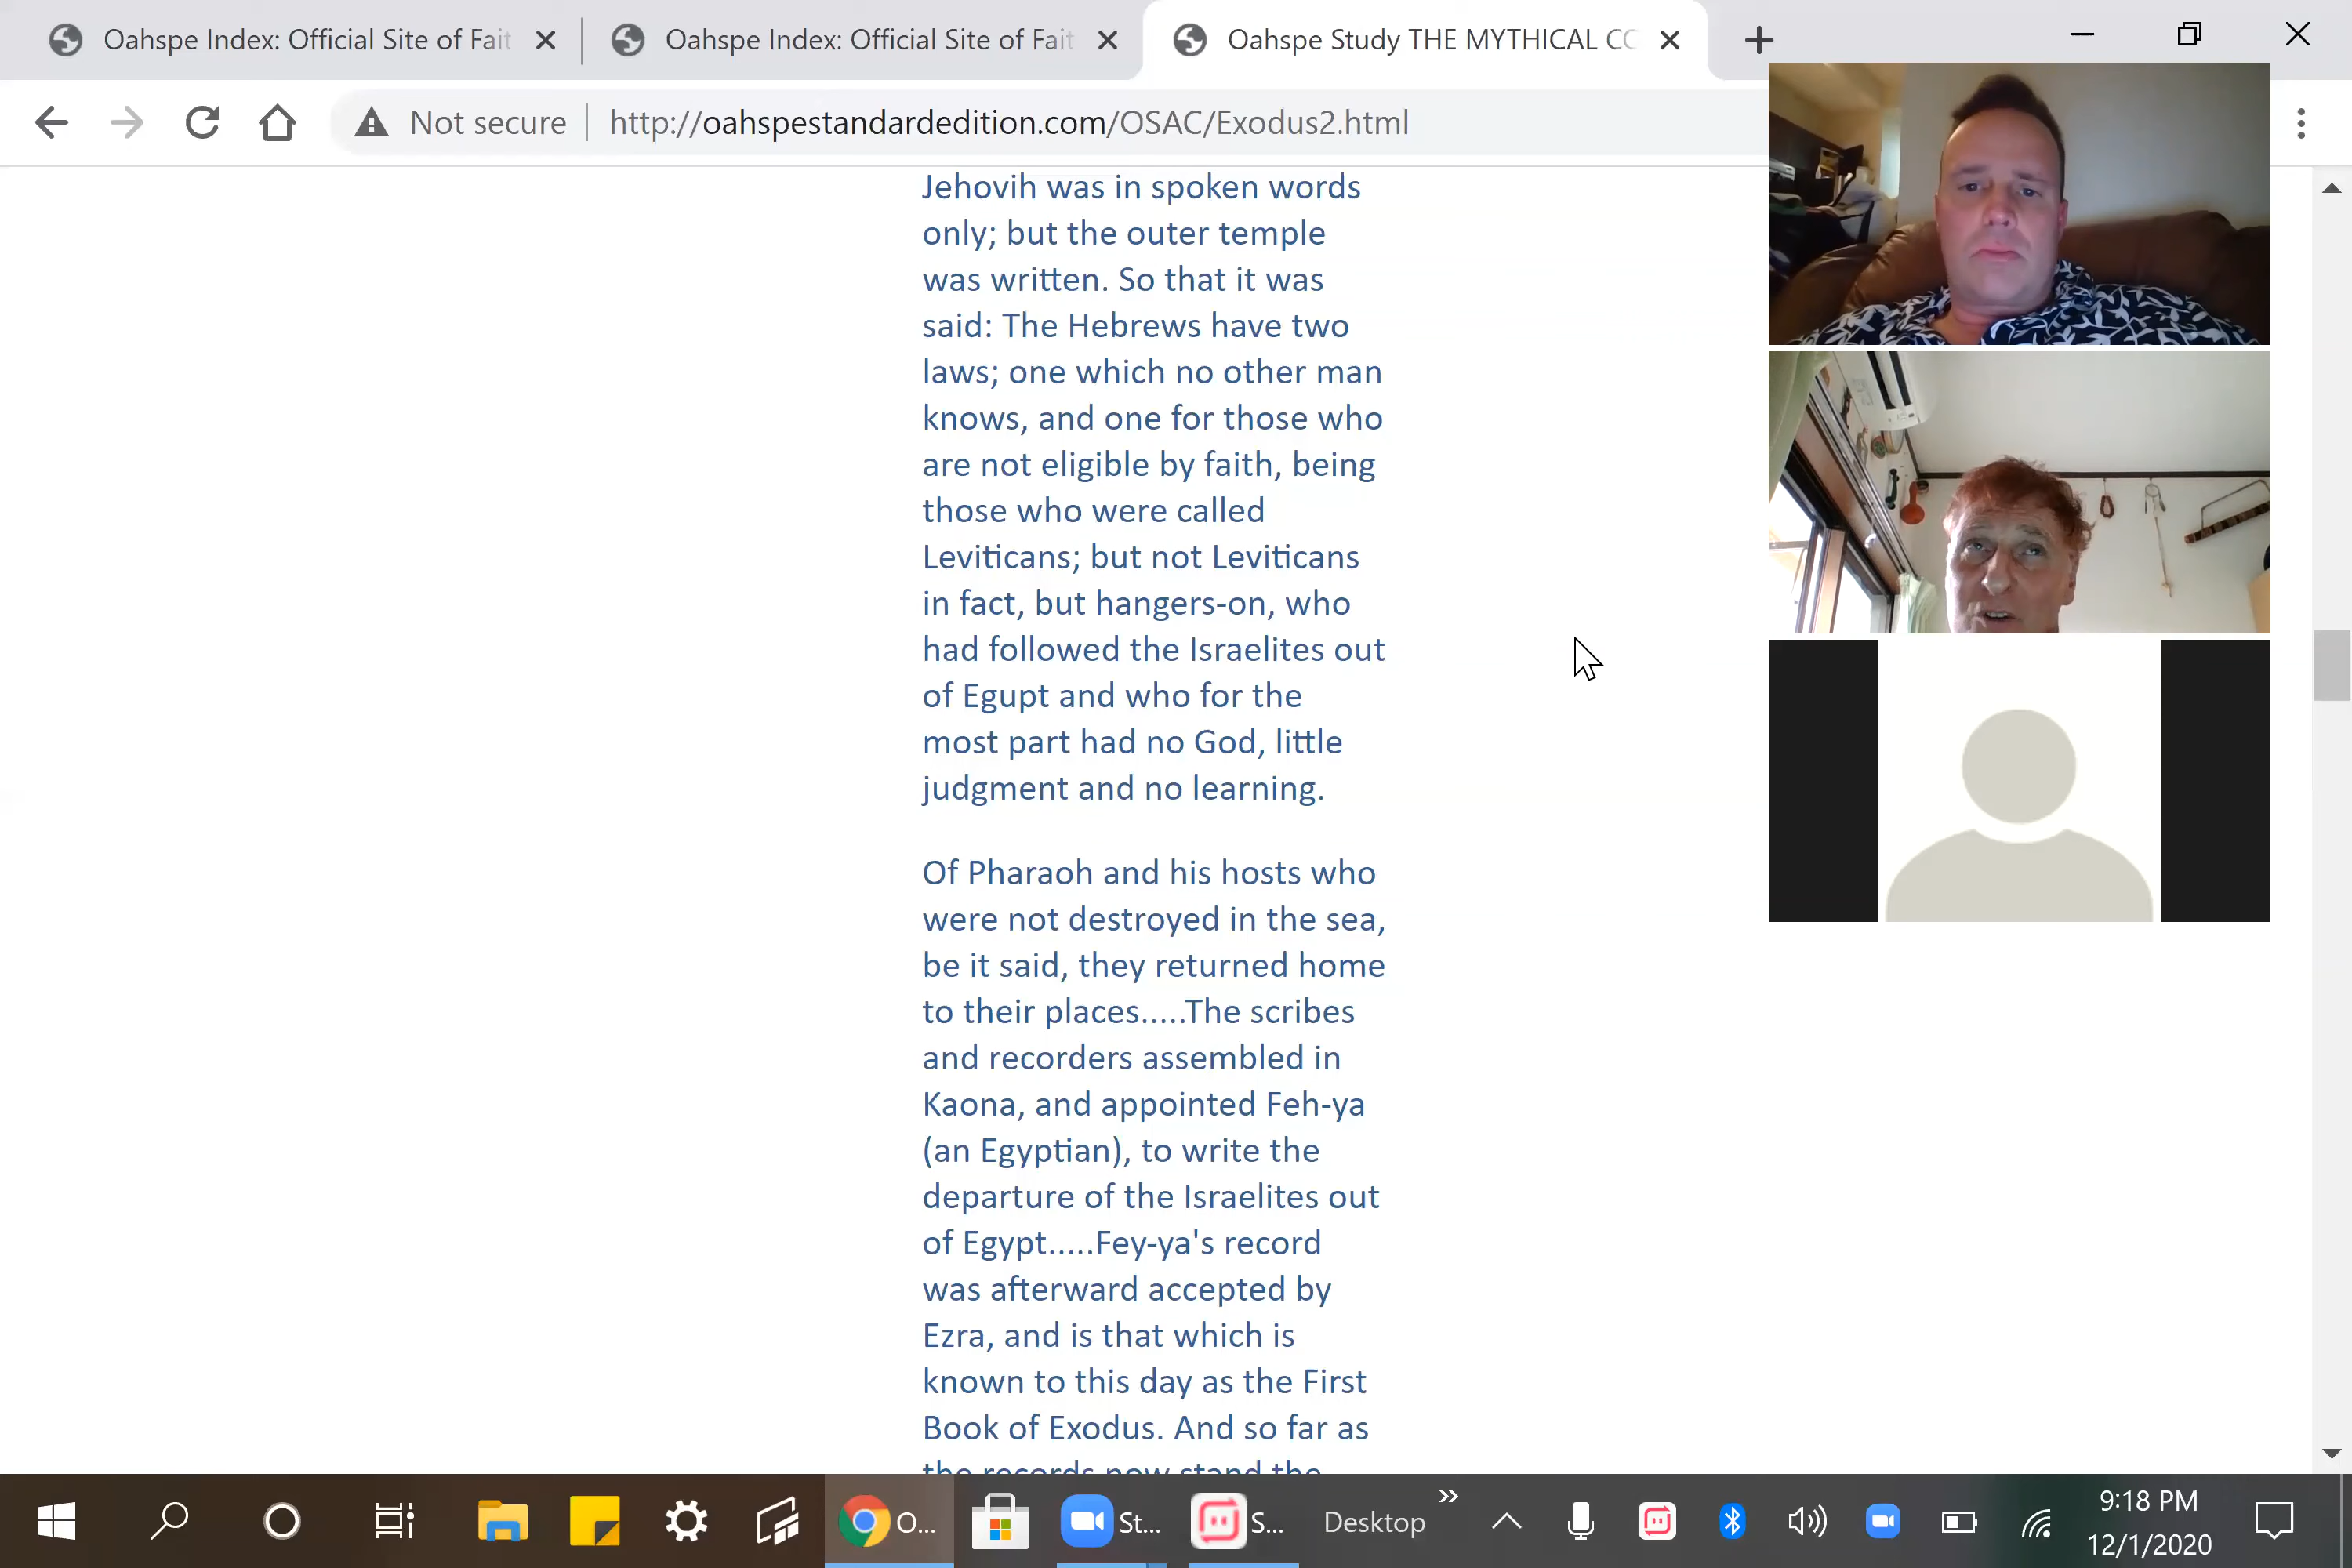 Oahspe Index: Official Site of Fait
Oahspe Index: Official Site of Fait
Oahspe Study THE MYTHICAL CO
Not secure
http://oahspestandardedition.com/OSAC/Exodus2.html
Jehovih was in spoken words
only; but the outer temple
was written. So that it was
said: The Hebrews have two
laws; one which no other man
knows, and one for those who
are not eligible by faith, being
those who were called
Leviticans; but not Leviticans
in fact, but hangers-on, who
had followed the Israelites out
of Egupt and who for the
most part had no God, little
judgment and no learning.
Of Pharaoh and his hosts who
were not destroyed in the sea,
be it said, they returned home
to their places.....The scribes
and recorders assembled in
Kaona, and appointed Feh-ya
(an Egyptian), to write the
departure of the Israelites out
of Egypt.....Fey-ya's record
was afterward accepted by
Ezra, and is that which is
known to this day as the First
Book of Exodus. And so far as
the records now stand the
O...
St...
S...
Desktop
9:18 PM
12/1/2020